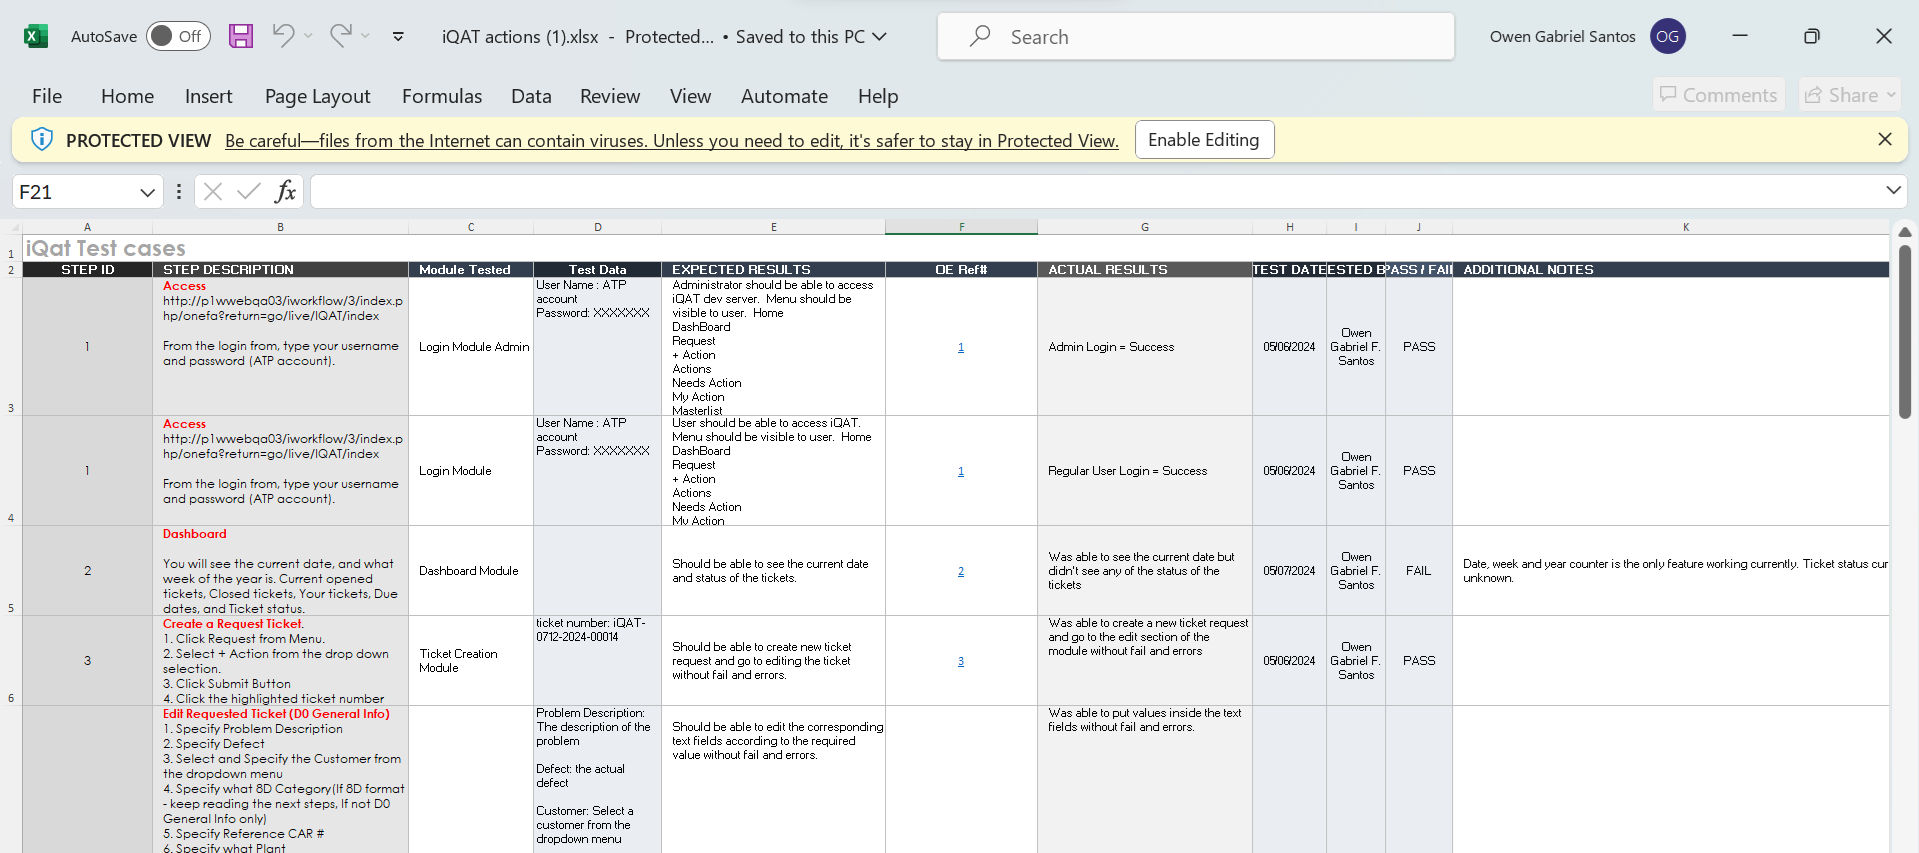 AutoSave Off iQAT actions (1).xlsx - Protected... • Saved to this PC Search Owen Gabriel Santos OG
File Home Insert Page Layout Formulas Data Review View Automate Help Comments Share
PROTECTED VIEW Be careful—files from the Internet can contain viruses. Unless you need to edit, it's safer to stay in Protected View. Enable Editing
F21 fx
A B C D E F G H I J K
1 iQat Test cases
2 STEP ID STEP DESCRIPTION Module Tested Test Data EXPECTED RESULTS OE Ref# ACTUAL RESULTS TEST DATE ESTED B PASS / FAI ADDITIONAL NOTES
3
1
Access
http://p1wwebqa03/iworkflow/3/index.p
hp/onefa?return=go/live/IQAT/index
From the login from, type your username
and password (ATP account).
Login Module Admin
User Name : ATP
account
Password: XXXXXXX
Administrator should be able to access
iQAT dev server. Menu should be
visible to user. Home
DashBoard
Request
+ Action
Actions
Needs Action
My Action
Masterlist
1
Admin Login = Success
05/06/2024
Owen
Gabriel F.
Santos
PASS
4
1
Access
http://p1wwebqa03/iworkflow/3/index.p
hp/onefa?return=go/live/IQAT/index
From the login from, type your username
and password (ATP account).
Login Module
User Name : ATP
account
Password: XXXXXXX
User should be able to access iQAT.
Menu should be visible to user. Home
DashBoard
Request
+ Action
Actions
Needs Action
My Action
1
Regular User Login = Success
05/06/2024
Owen
Gabriel F.
Santos
PASS
5
2
Dashboard
You will see the current date, and what
week of the year is. Current opened
tickets, Closed tickets, Your tickets, Due
dates, and Ticket status.
Dashboard Module
Should be able to see the current date
and status of the tickets.
2
Was able to see the current date but
didn't see any of the status of the
tickets
05/07/2024
Owen
Gabriel F.
Santos
FAIL
Date, week and year counter is the only feature working currently. Ticket status cur
unknown.
6
3
Create a Request Ticket.
1. Click Request from Menu.
2. Select + Action from the drop down
selection.
3. Click Submit Button
4. Click the highlighted ticket number
Ticket Creation
Module
ticket number: iQAT-
0712-2024-00014
Should be able to create new ticket
request and go to editing the ticket
without fail and errors.
3
Was able to create a new ticket request
and go to the edit section of the
module without fail and errors
05/06/2024
Owen
Gabriel F.
Santos
PASS
Edit Requested Ticket (D0 General Info)
1. Specify Problem Description
2. Specify Defect
3. Select and Specify the Customer from
the dropdown menu
4. Specify what 8D Category(If 8D format
- keep reading the next steps, If not D0
General Info only)
5. Specify Reference CAR #
6. Specify what Plant
Problem Description:
The description of the
problem
Defect: the actual
defect
Customer: Select a
customer from the
dropdown menu
Should be able to edit the corresponding
text fields according to the required
value without fail and errors.
Was able to put values inside the text
fields without fail and errors.